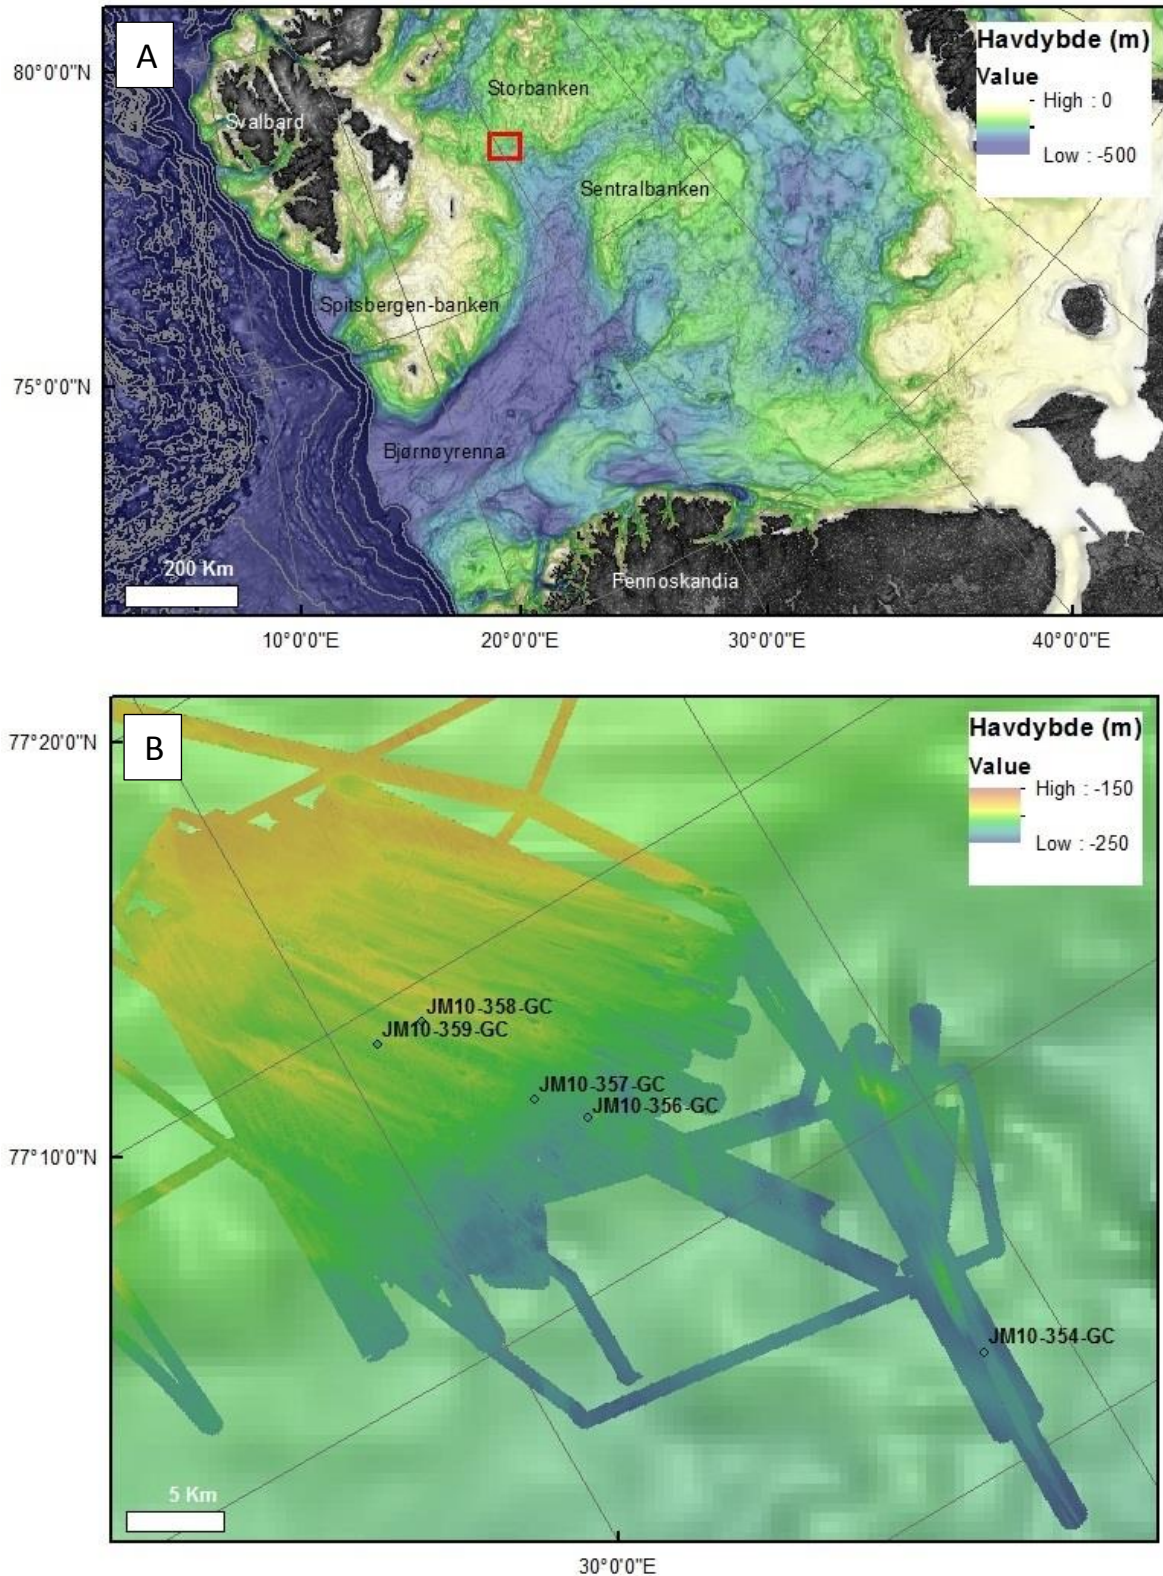 A
Havdybde (m)
Value
High : 0
Low : -500
80°0'0"N
75°0'0"N
Storbanken
Svalbard
Sentralbanken
Spitsbergen-banken
Bjørnøyrenna
Fennoskandia
200 Km
10°0'0"E
20°0'0"E
30°0'0"E
40°0'0"E
B
Havdybde (m)
Value
High : -150
Low : -250
77°20'0"N
77°10'0"N
JM10-358-GC
JM10-359-GC
JM10-357-GC
JM10-356-GC
JM10-354-GC
5 Km
30°0'0"E